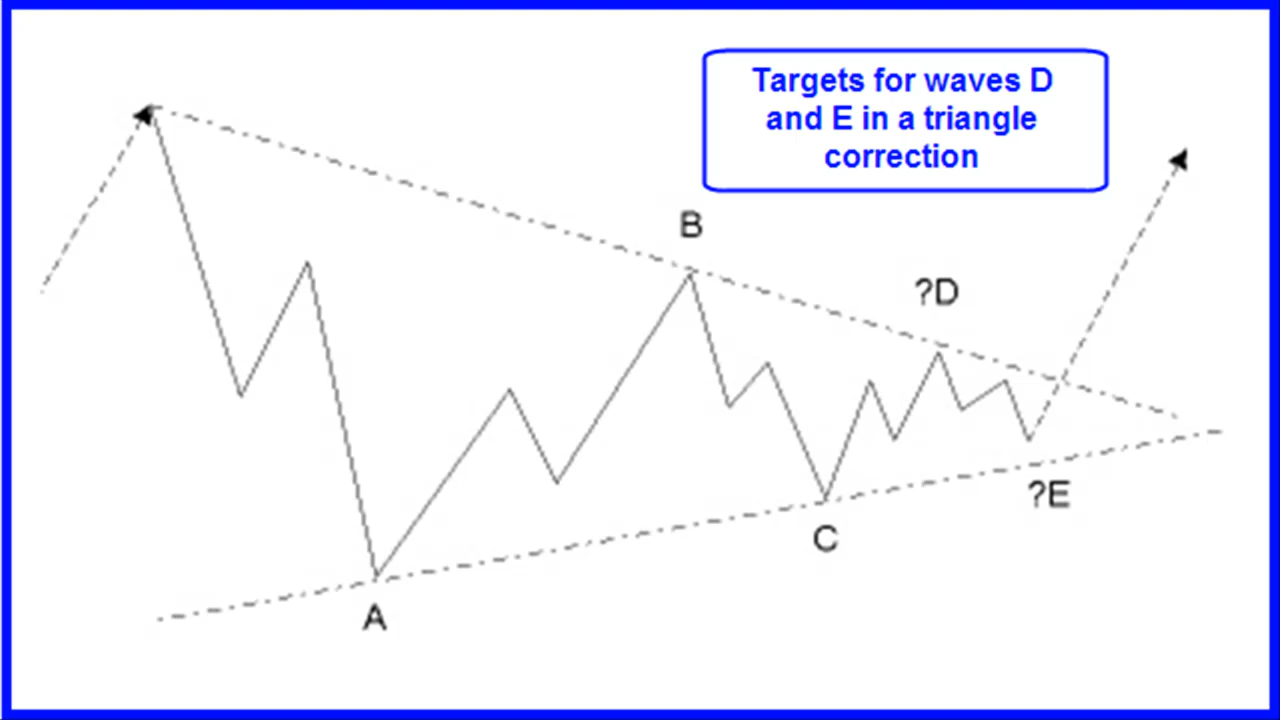 Targets for waves D
and E in a triangle
correction
B
?D
?E
C
A